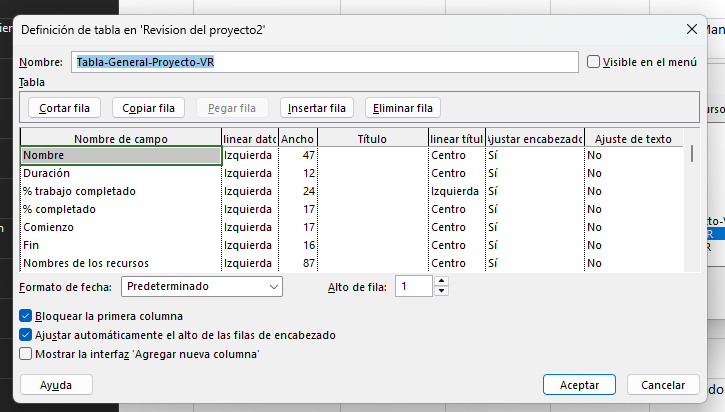 Definición de tabla en 'Revision del proyecto2'
Nombre: Tabla-General-Proyecto-VR Visible en el menú
Tabla
Cortar fila Copiar fila Pegar fila Insertar fila Eliminar fila
Nombre de campo linear dato Ancho Título linear títul Ajustar encabezado Ajuste de texto
Nombre Izquierda 47 Centro Sí No
Duración Izquierda 12 Centro Sí No
% trabajo completado Izquierda 24 Izquierda Sí No
% completado Izquierda 17 Centro Sí No
Comienzo Izquierda 17 Centro Sí No
Fin Izquierda 16 Centro Sí No
Nombres de los recursos Izquierda 87 Centro Sí No
Formato de fecha: Predeterminado Alto de fila: 1
Bloquear la primera columna
Ajustar automáticamente el alto de las filas de encabezado
Mostrar la interfaz 'Agregar nueva columna'
Ayuda Aceptar Cancelar